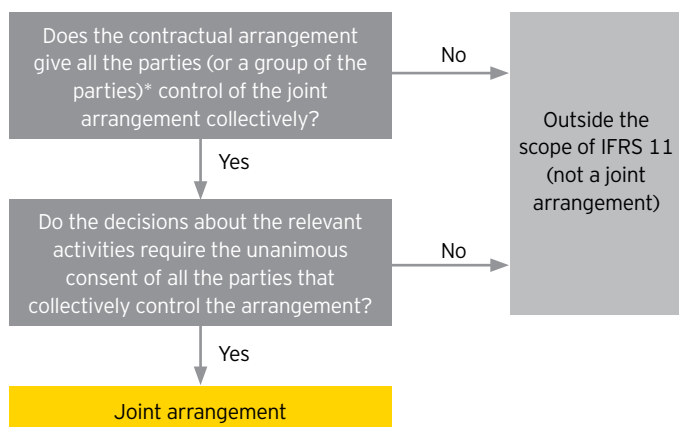 Does the contractual arrangement
give all the parties (or a group of the
parties)* control of the joint
arrangement collectively?
No
Yes
Outside the
scope of IFRS 11
(not a joint
arrangement)
Do the decisions about the relevant
activities require the unanimous
consent of all the parties that
collectively control the arrangement?
No
Yes
Joint arrangement